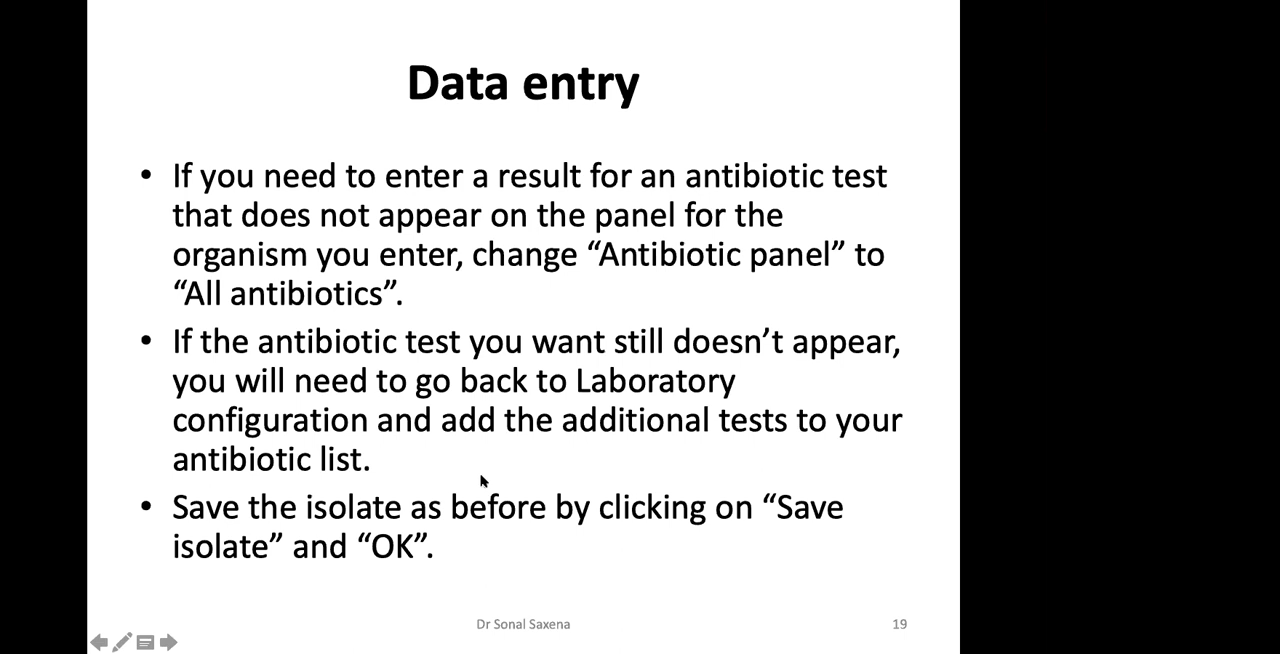 Data entry
• If you need to enter a result for an antibiotic test
that does not appear on the panel for the
organism you enter, change “Antibiotic panel” to
“All antibiotics”.
• If the antibiotic test you want still doesn’t appear,
you will need to go back to Laboratory
configuration and add the additional tests to your
antibiotic list.
• Save the isolate as before by clicking on “Save
isolate” and “OK”.
Dr Sonal Saxena
19